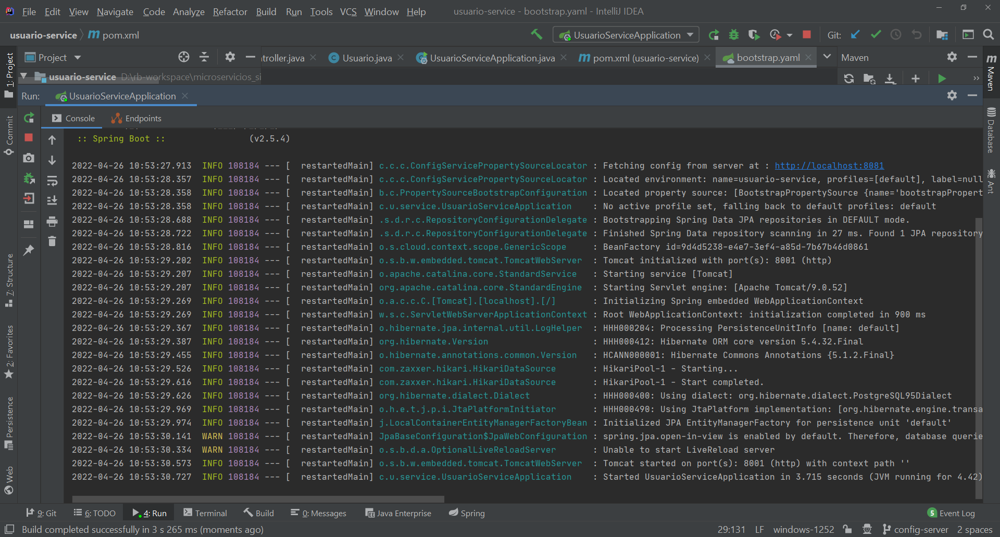 File Edit View Navigate Code Analyze Refactor Build Run Tools VCS Window Help usuario-service - bootstrap.yaml - IntelliJ IDEA
usuario-service pom.xml UsuarioServiceApplication Git:
Project ntroller.java Usuario.java UsuarioServiceApplication.java pom.xml (usuario-service) bootstrap.yaml Maven
usuario-service D:\rb-workspace\microservicios_si
Run: UsuarioServiceApplication
Console Endpoints
:: Spring Boot :: (v2.5.4)
2022-04-26 10:53:27.913 INFO 108184 --- [ restartedMain] c.c.c.ConfigServicePropertySourceLocator : Fetching config from server at : http://localhost:8081
2022-04-26 10:53:28.357 INFO 108184 --- [ restartedMain] c.c.c.ConfigServicePropertySourceLocator : Located environment: name=usuario-service, profiles=[default], label=null
2022-04-26 10:53:28.358 INFO 108184 --- [ restartedMain] b.c.PropertySourceBootstrapConfiguration : Located property source: [BootstrapPropertySource {name='bootstrapPropert
2022-04-26 10:53:28.358 INFO 108184 --- [ restartedMain] c.u.service.UsuarioServiceApplication : No active profile set, falling back to default profiles: default
2022-04-26 10:53:28.688 INFO 108184 --- [ restartedMain] .s.d.r.c.RepositoryConfigurationDelegate : Bootstrapping Spring Data JPA repositories in DEFAULT mode.
2022-04-26 10:53:28.722 INFO 108184 --- [ restartedMain] .s.d.r.c.RepositoryConfigurationDelegate : Finished Spring Data repository scanning in 27 ms. Found 1 JPA repository
2022-04-26 10:53:28.816 INFO 108184 --- [ restartedMain] o.s.cloud.context.scope.GenericScope : BeanFactory id=9d4d5238-e4e7-3ef4-a85d-7b67b46d0861
2022-04-26 10:53:29.202 INFO 108184 --- [ restartedMain] o.s.b.w.embedded.tomcat.TomcatWebServer : Tomcat initialized with port(s): 8001 (http)
2022-04-26 10:53:29.207 INFO 108184 --- [ restartedMain] o.apache.catalina.core.StandardService : Starting service [Tomcat]
2022-04-26 10:53:29.207 INFO 108184 --- [ restartedMain] org.apache.catalina.core.StandardEngine : Starting Servlet engine: [Apache Tomcat/9.0.52]
2022-04-26 10:53:29.269 INFO 108184 --- [ restartedMain] o.a.c.c.C.[Tomcat].[localhost].[/] : Initializing Spring embedded WebApplicationContext
2022-04-26 10:53:29.269 INFO 108184 --- [ restartedMain] w.s.c.ServletWebServerApplicationContext : Root WebApplicationContext: initialization completed in 900 ms
2022-04-26 10:53:29.367 INFO 108184 --- [ restartedMain] o.hibernate.jpa.internal.util.LogHelper : HHH000204: Processing PersistenceUnitInfo [name: default]
2022-04-26 10:53:29.387 INFO 108184 --- [ restartedMain] org.hibernate.Version : HHH000412: Hibernate ORM core version 5.4.32.Final
2022-04-26 10:53:29.455 INFO 108184 --- [ restartedMain] o.hibernate.annotations.common.Version : HCANN000001: Hibernate Commons Annotations {5.1.2.Final}
2022-04-26 10:53:29.526 INFO 108184 --- [ restartedMain] com.zaxxer.hikari.HikariDataSource : HikariPool-1 - Starting...
2022-04-26 10:53:29.616 INFO 108184 --- [ restartedMain] com.zaxxer.hikari.HikariDataSource : HikariPool-1 - Start completed.
2022-04-26 10:53:29.626 INFO 108184 --- [ restartedMain] org.hibernate.dialect.Dialect : HHH000400: Using dialect: org.hibernate.dialect.PostgreSQL95Dialect
2022-04-26 10:53:29.969 INFO 108184 --- [ restartedMain] o.h.e.t.j.p.i.JtaPlatformInitiator : HHH000490: Using JtaPlatform implementation: [org.hibernate.engine.transa
2022-04-26 10:53:29.974 INFO 108184 --- [ restartedMain] j.LocalContainerEntityManagerFactoryBean : Initialized JPA EntityManagerFactory for persistence unit 'default'
2022-04-26 10:53:30.141 WARN 108184 --- [ restartedMain] JpaBaseConfiguration$JpaWebConfiguration : spring.jpa.open-in-view is enabled by default. Therefore, database querie
2022-04-26 10:53:30.334 WARN 108184 --- [ restartedMain] o.s.b.d.a.OptionalLiveReloadServer : Unable to start LiveReload server
2022-04-26 10:53:30.573 INFO 108184 --- [ restartedMain] o.s.b.w.embedded.tomcat.TomcatWebServer : Tomcat started on port(s): 8001 (http) with context path ''
2022-04-26 10:53:30.727 INFO 108184 --- [ restartedMain] c.u.service.UsuarioServiceApplication : Started UsuarioServiceApplication in 3.715 seconds (JVM running for 4.42)
1: Project
Commit
7: Structure
2: Favorites
Persistence
Web
Maven
Database
Ant
9: Git 6: TODO 4: Run Terminal Build 0: Messages Java Enterprise Spring 5 Event Log
Build completed successfully in 3 s 265 ms (moments ago) 29:131 LF windows-1252 config-server 2 spaces